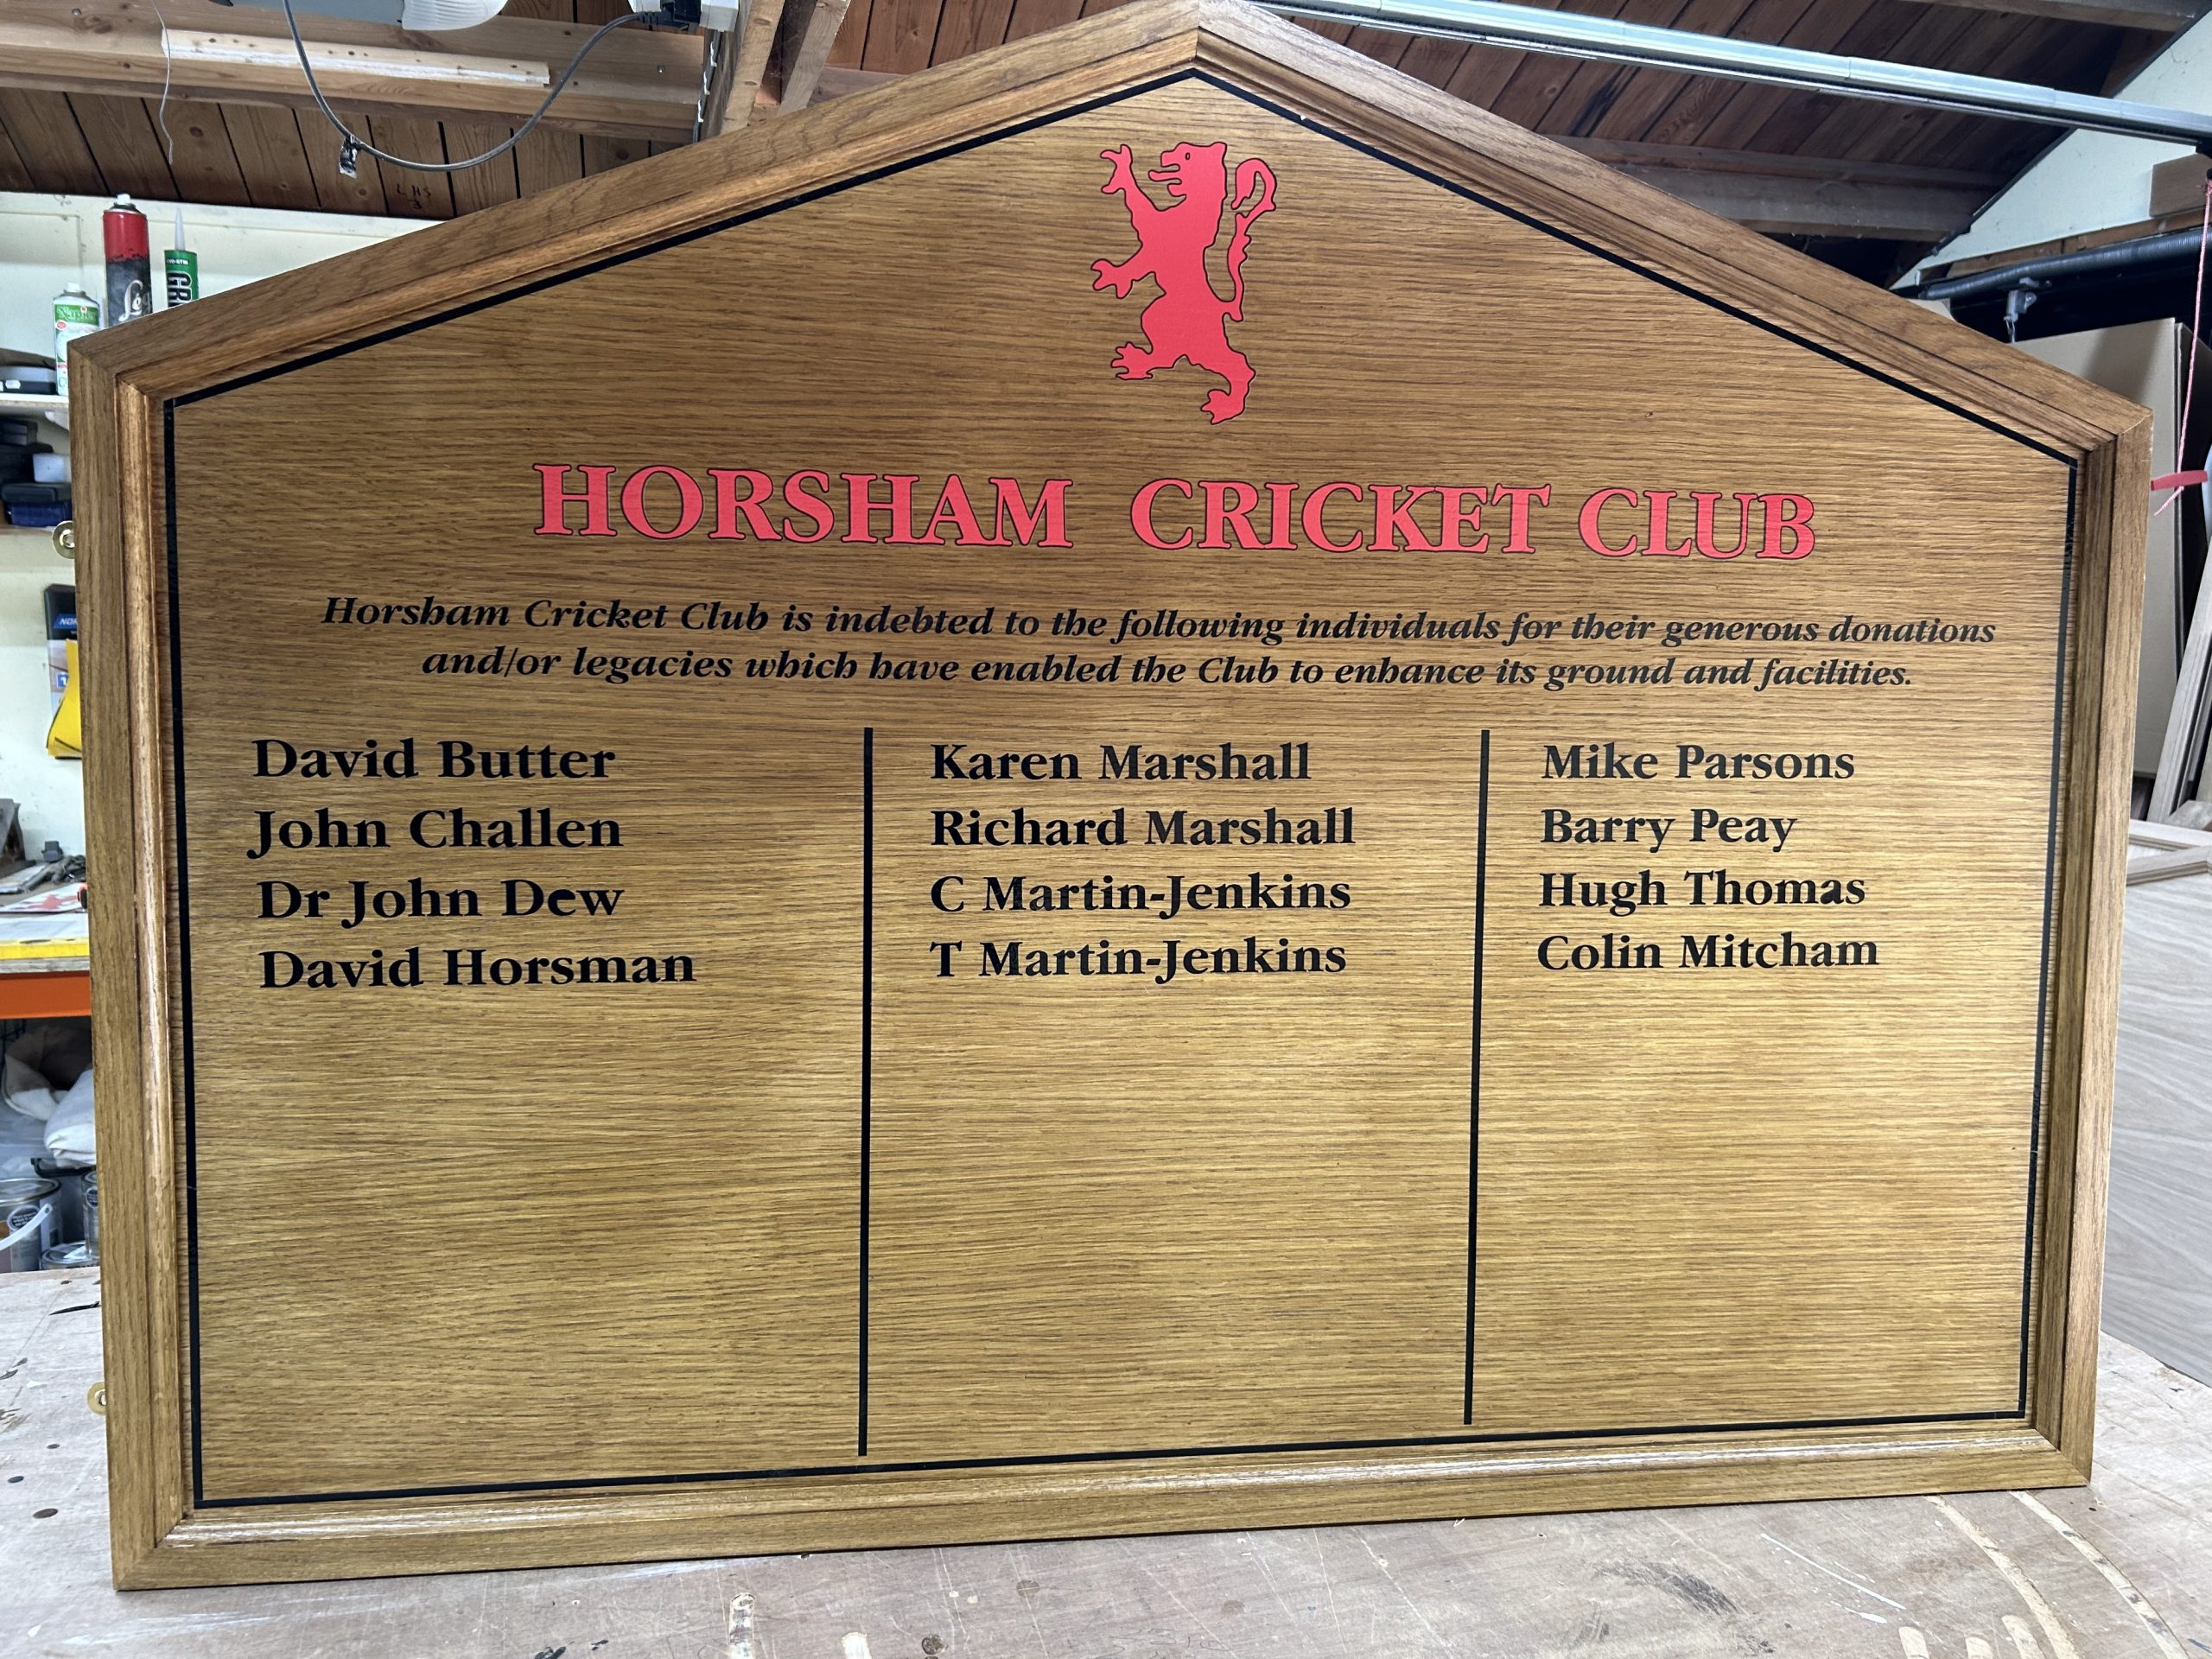 HORSHAM CRICKET CLUB
Horsham Cricket Club is indebted to the following individuals for their generous donations
and/or legacies which have enabled the Club to enhance its ground and facilities.
David Butter
John Challen
Dr John Dew
David Horsman
Karen Marshall
Richard Marshall
C Martin-Jenkins
T Martin-Jenkins
Mike Parsons
Barry Peay
Hugh Thomas
Colin Mitcham